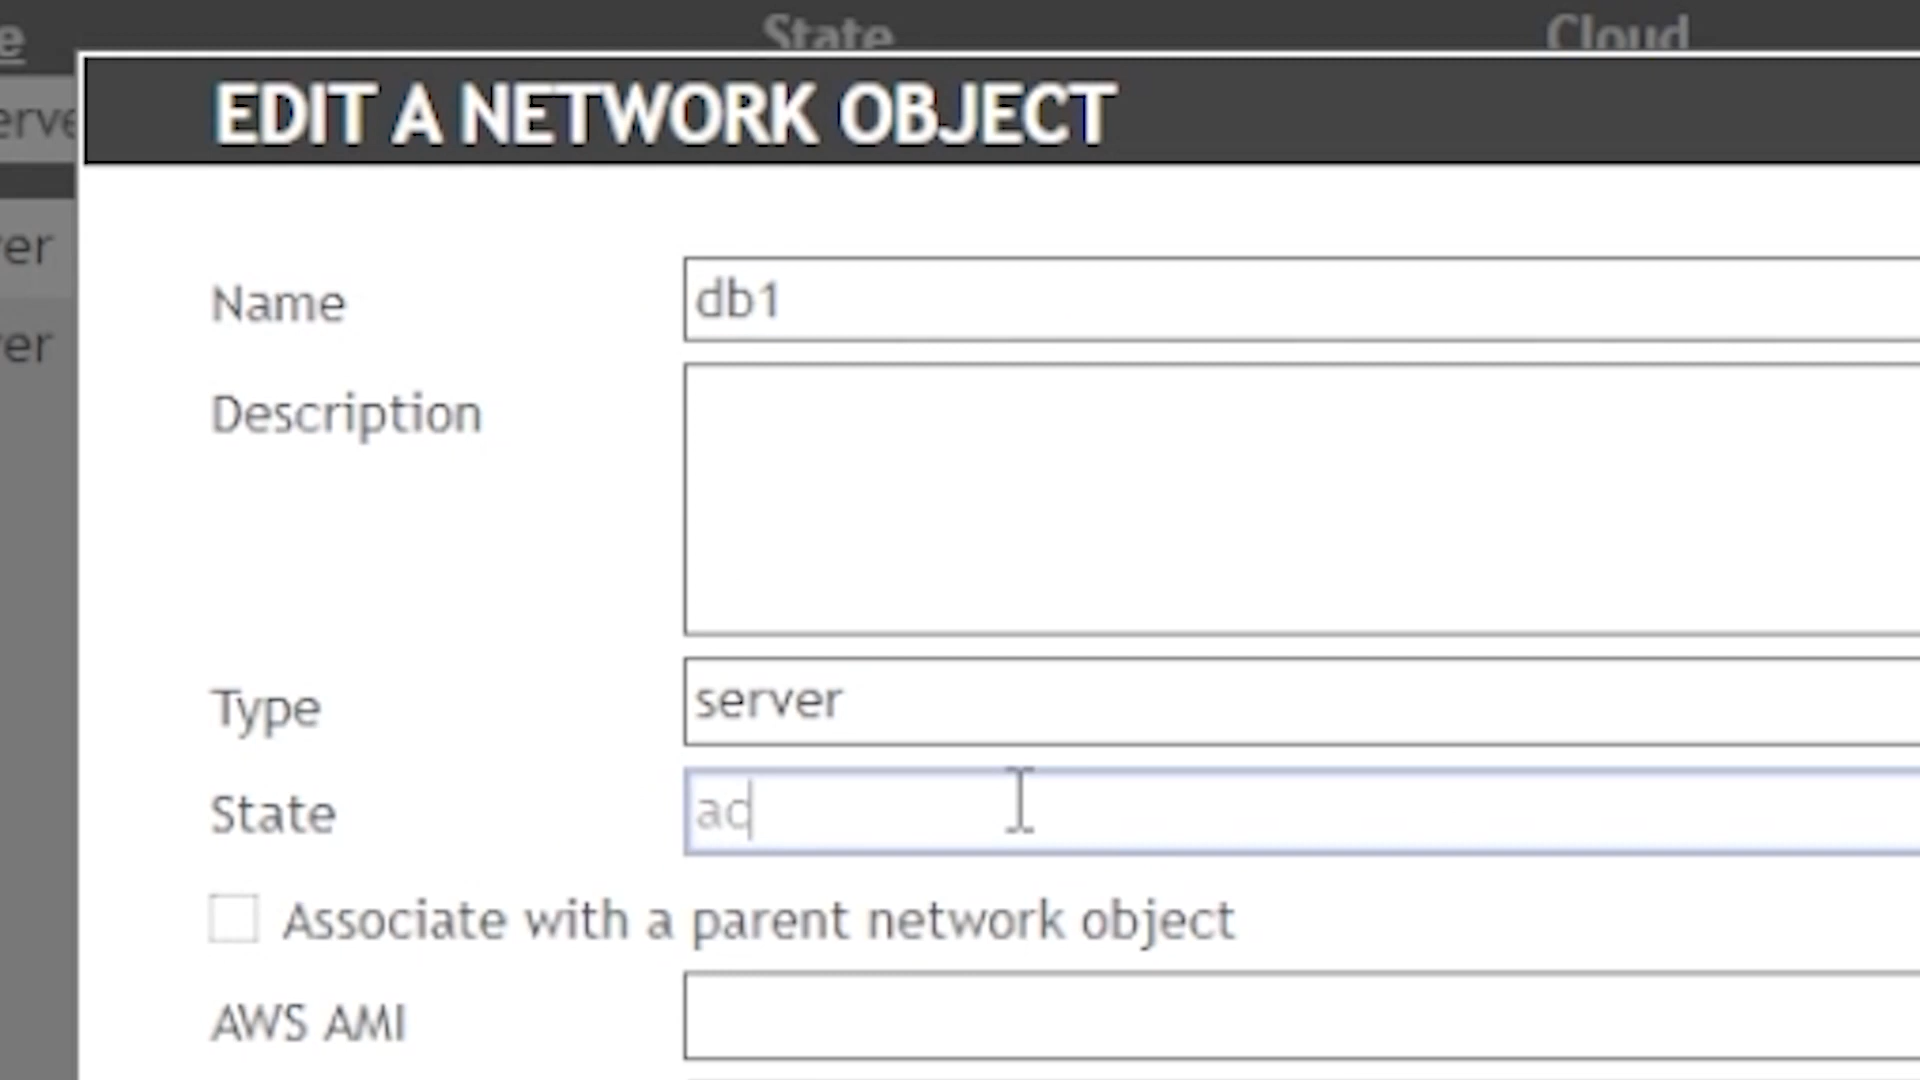 State Cloud
EDIT A NETWORK OBJECT
Name db1
Description
Type server
State ac
Associate with a parent network object
AWS AMI